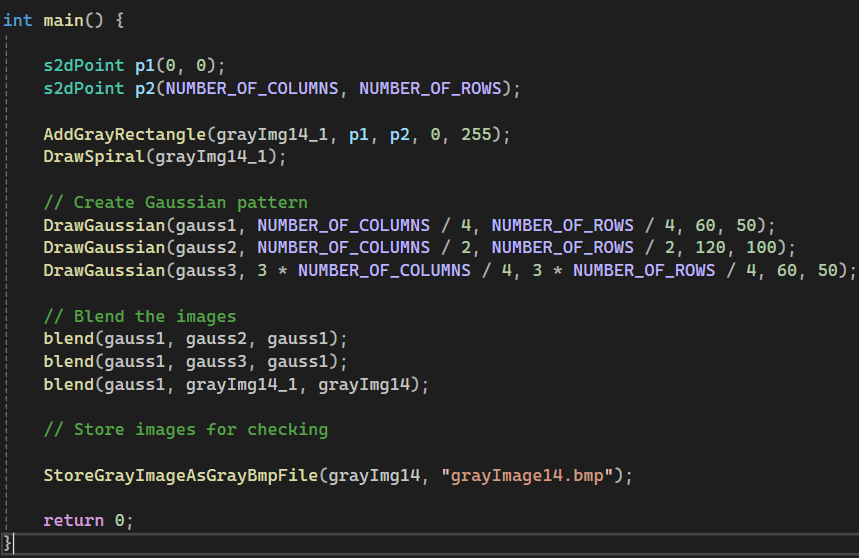 int main() {
s2dPoint p1(0, 0);
s2dPoint p2(NUMBER_OF_COLUMNS, NUMBER_OF_ROWS);
AddGrayRectangle(grayImg14_1, p1, p2, 0, 255);
DrawSpiral(grayImg14_1);
// Create Gaussian pattern
DrawGaussian(gauss1, NUMBER_OF_COLUMNS / 4, NUMBER_OF_ROWS / 4, 60, 50);
DrawGaussian(gauss2, NUMBER_OF_COLUMNS / 2, NUMBER_OF_ROWS / 2, 120, 100);
DrawGaussian(gauss3, 3 * NUMBER_OF_COLUMNS / 4, 3 * NUMBER_OF_ROWS / 4, 60, 50);
// Blend the images
blend(gauss1, gauss2, gauss1);
blend(gauss1, gauss3, gauss1);
blend(gauss1, grayImg14_1, grayImg14);
// Store images for checking
StoreGrayImageAsGrayBmpFile(grayImg14, "grayImage14.bmp");
return 0;
}